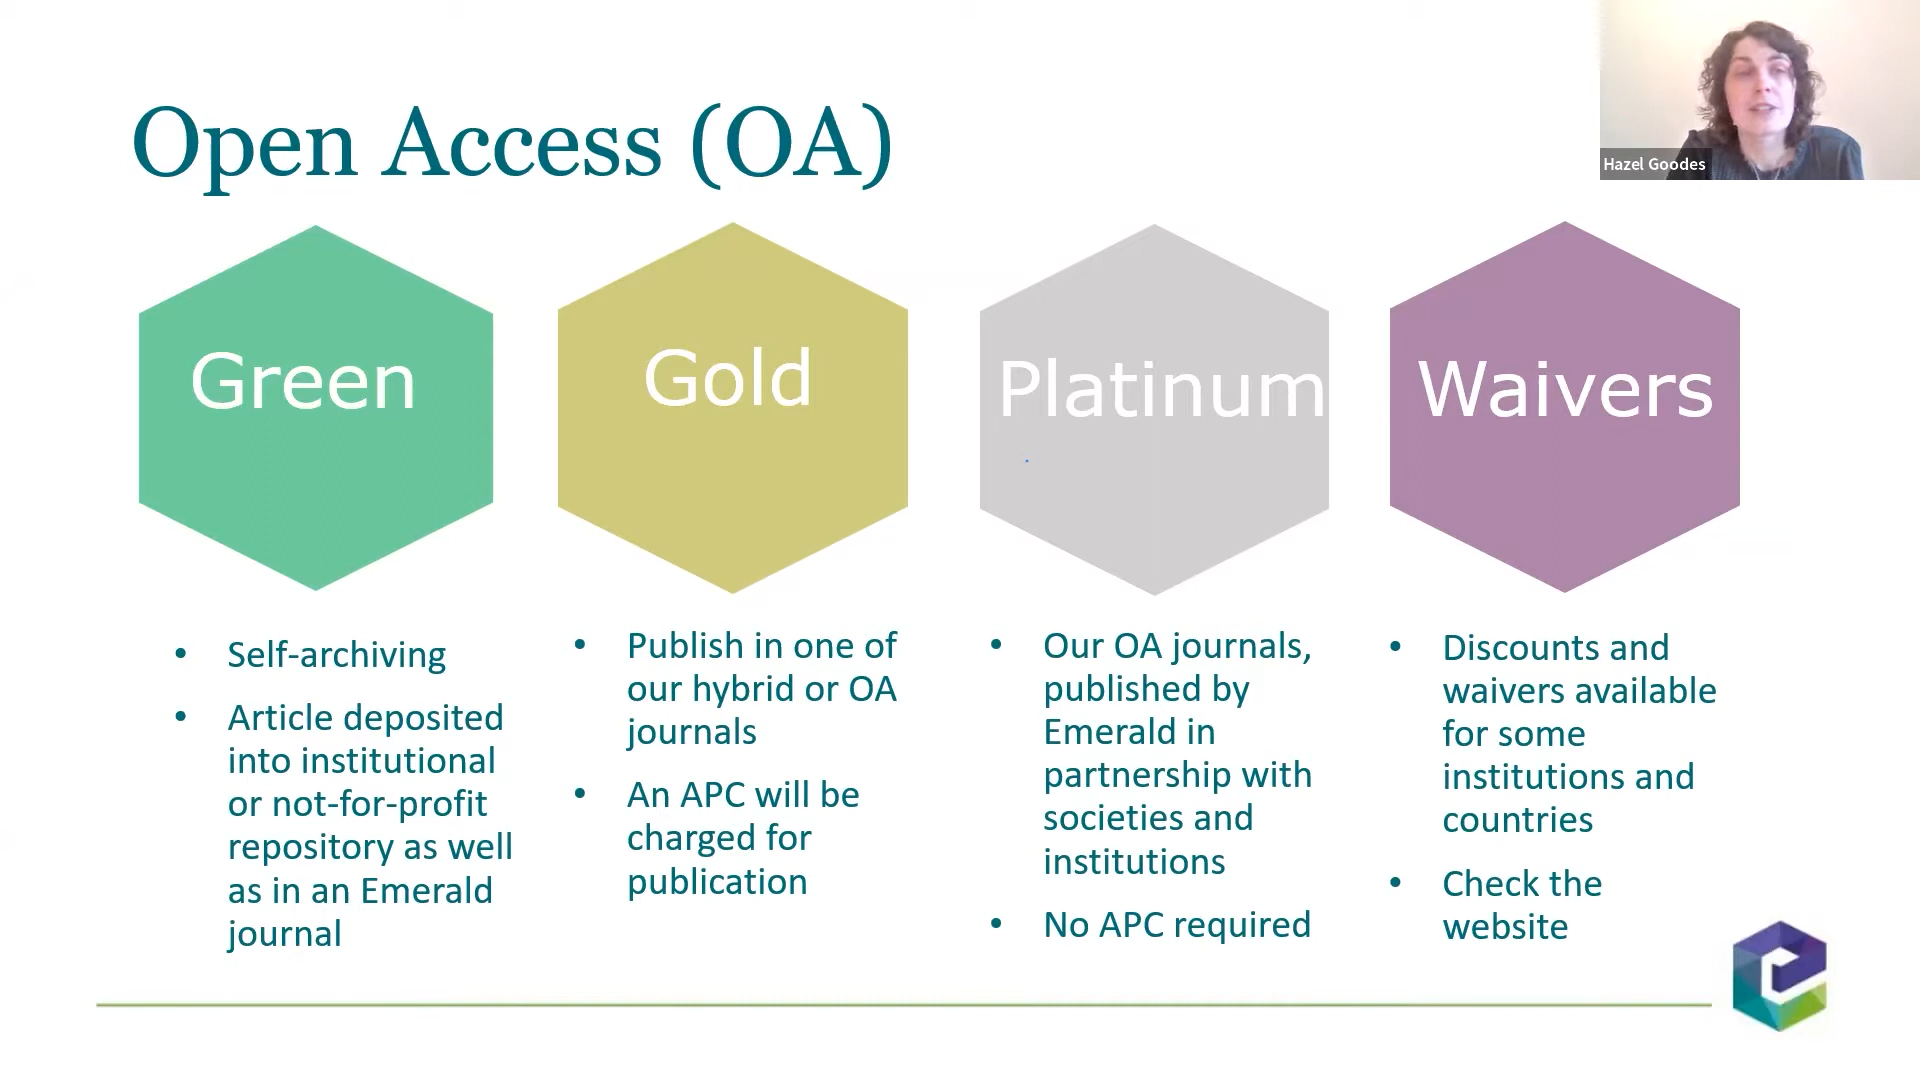 Open Access (OA)
Hazel Goodes
Green
Gold
Platinum
Waivers
• Self-archiving
• Article deposited
into institutional
or not-for-profit
repository as well
as in an Emerald
journal
• Publish in one of
our hybrid or OA
journals
• An APC will be
charged for
publication
• Our OA journals,
published by
Emerald in
partnership with
societies and
institutions
• No APC required
• Discounts and
waivers available
for some
institutions and
countries
• Check the
website